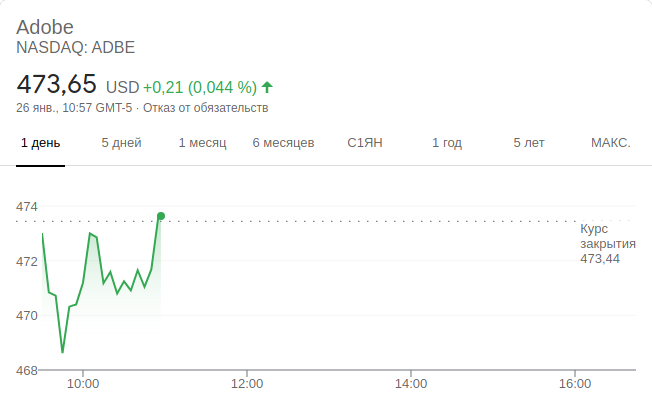 Adobe
NASDAQ: ADBE
473,65 USD +0,21 (0,044 %)
26 янв., 10:57 GMT-5 · Отказ от обязательств
1 день 5 дней 1 месяц 6 месяцев С1ЯН 1 год 5 лет МАКС.
474
Курс
закрытия
473,44
472
470
468
10:00 12:00 14:00 16:00